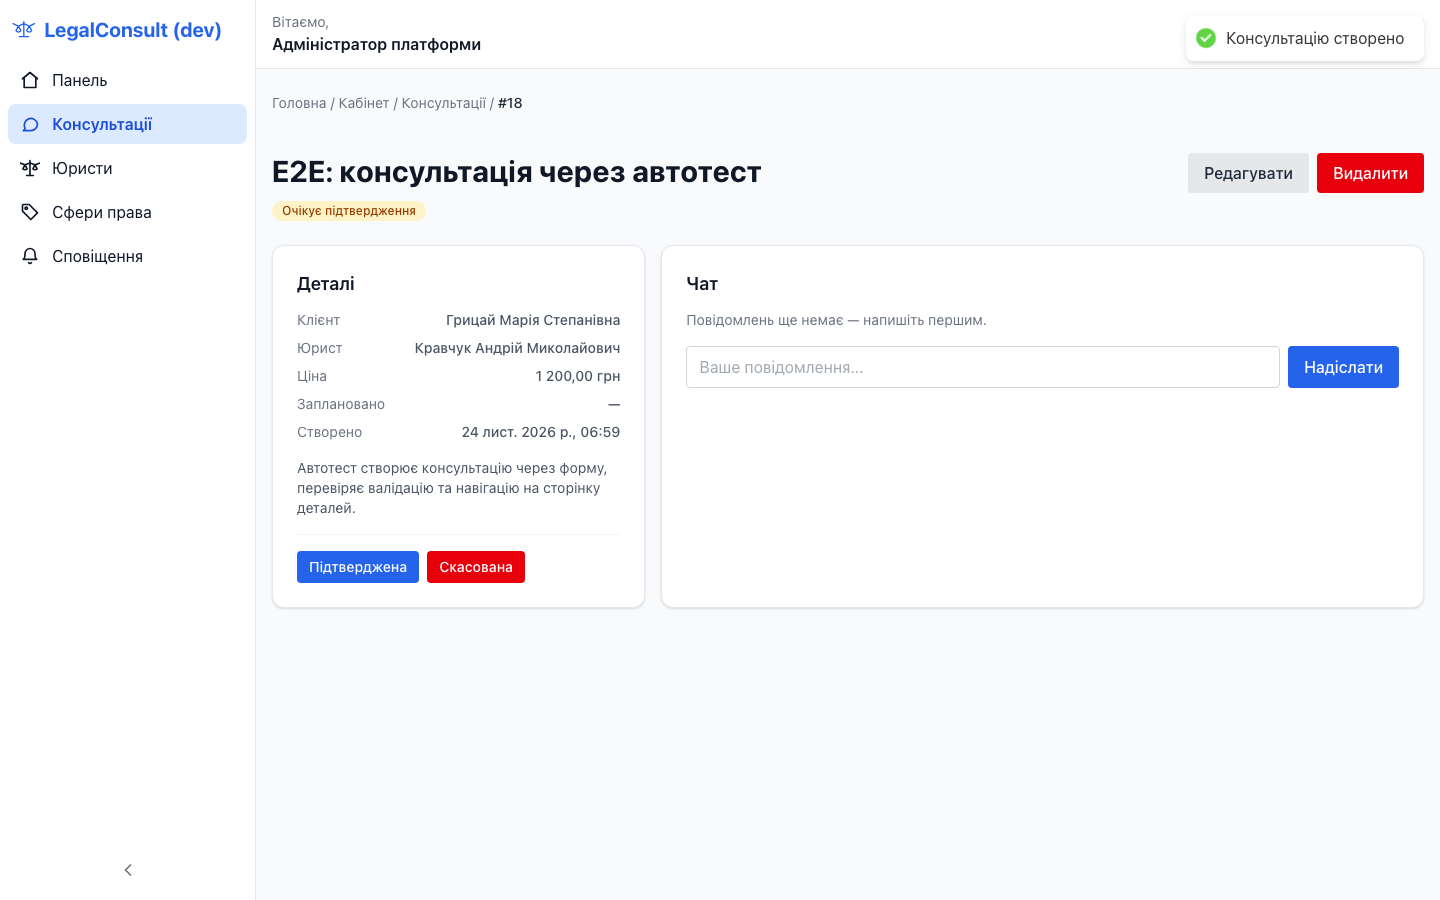 LegalConsult (dev)
Панель
Консультації
Юристи
Сфери права
Сповіщення
Вітаємо,
Адміністратор платформи
Консультацію створено
Головна / Кабінет / Консультації / #18
E2E: консультація через автотест
Очікує підтвердження
Редагувати
Видалити
Деталі
Клієнт Грицай Марія Степанівна
Юрист Кравчук Андрій Миколайович
Ціна 1 200,00 грн
Заплановано —
Створено 24 лист. 2026 р., 06:59
Автотест створює консультацію через форму,
перевіряє валідацію та навігацію на сторінку
деталей.
Підтверджена
Скасована
Чат
Повідомлень ще немає — напишіть першим.
Ваше повідомлення...
Надіслати